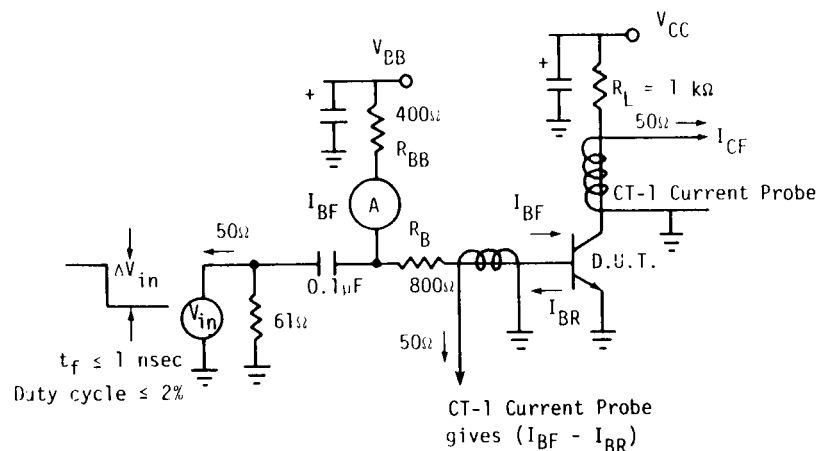 V_CC
V_BB
+
+
R_L = 1 kΩ
400Ω
R_BB
50Ω
I_CF
CT-1 Current Probe
I_BF
A
I_BF
R_B
50Ω
ΔV_in
D.U.T.
0.1μF
800Ω
V_in
61Ω
I_BR
50Ω
t_f ≤ 1 nsec
Duty cycle ≤ 2%
CT-1 Current Probe
gives (I_BF - I_BR)